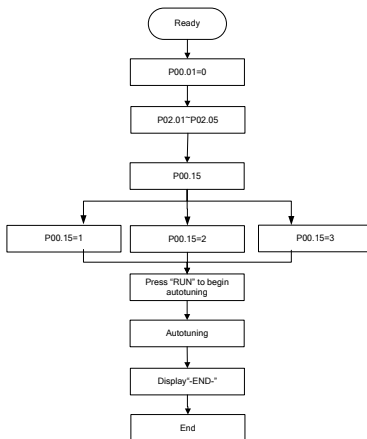 Ready
P00.01=0
P02.01~P02.05
P00.15
P00.15=1
P00.15=2
P00.15=3
Press "RUN" to begin
autotuning
Autotuning
Display"-END-"
End